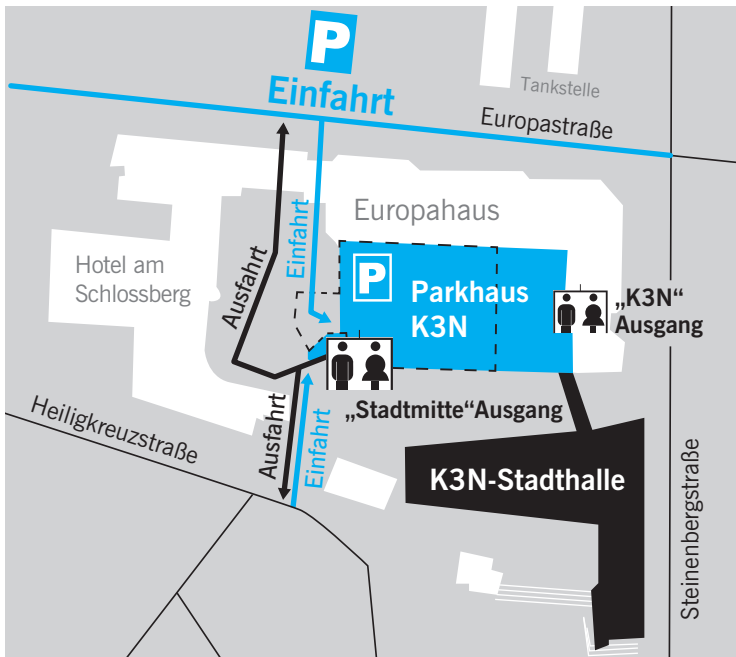 P
Einfahrt
Tankstelle
Europastraße
Europahaus
Einfahrt
Ausfahrt
Hotel am
Schlossberg
P
Parkhaus
K3N
„K3N“
Ausgang
„Stadtmitte“Ausgang
Heiligkreuzstraße
Ausfahrt
Einfahrt
K3N-Stadthalle
Steinenbergstraße